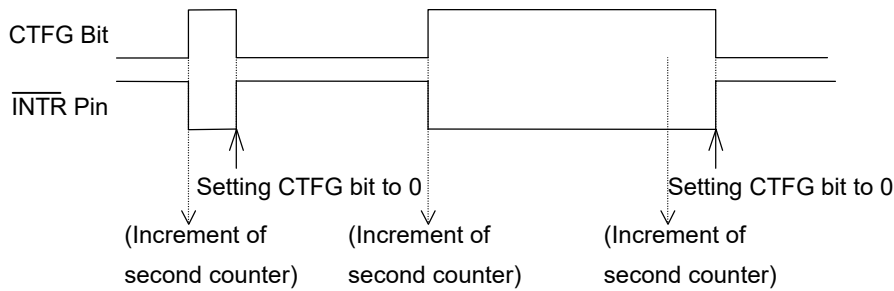 CTFG Bit
INTR Pin
Setting CTFG bit to 0
Setting CTFG bit to 0
(Increment of
second counter)
(Increment of
second counter)
(Increment of
second counter)